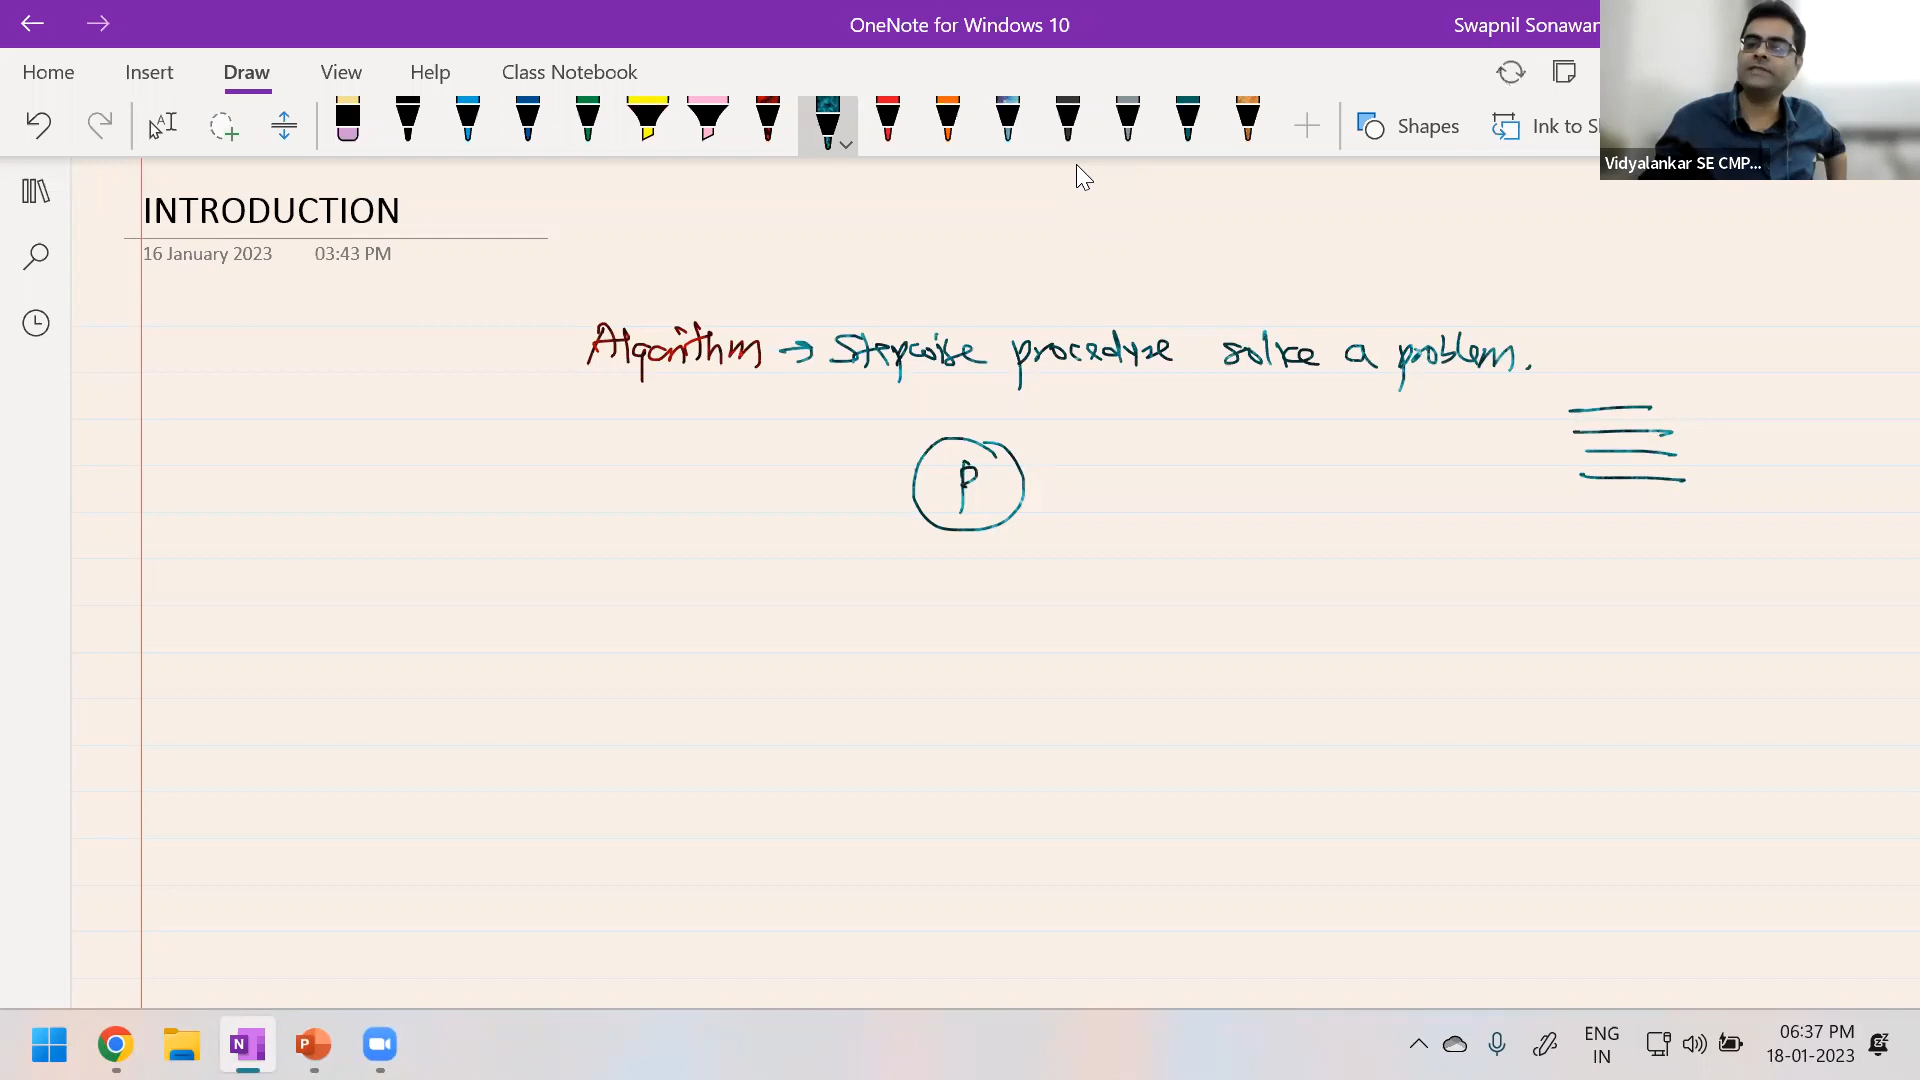 OneNote for Windows 10
Swapnil Sonawan
Home Insert Draw View Help Class Notebook
Shapes Ink to S
Vidyalankar SE CMP...
INTRODUCTION
16 January 2023 03:43 PM
Algorithm → Stepwise procedure solve a problem.
P
ENG
IN
06:37 PM
18-01-2023